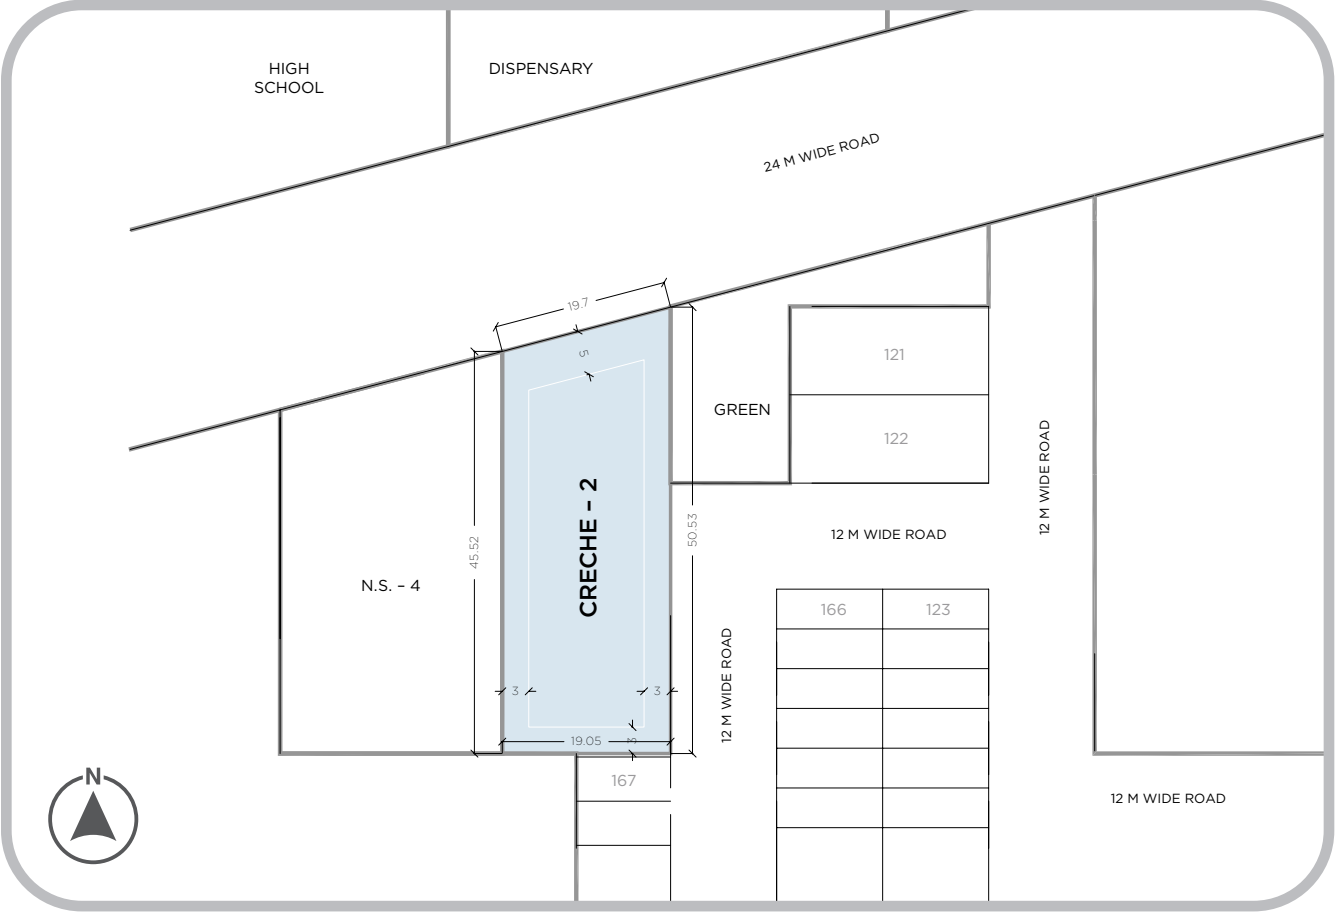 HIGH
SCHOOL
DISPENSARY
24 M WIDE ROAD
19.7
5
121
GREEN
122
12 M WIDE ROAD
CRECHE – 2
50.53
12 M WIDE ROAD
45.52
N.S. – 4
166
123
12 M WIDE ROAD
3
3
19.05
3
167
N
12 M WIDE ROAD